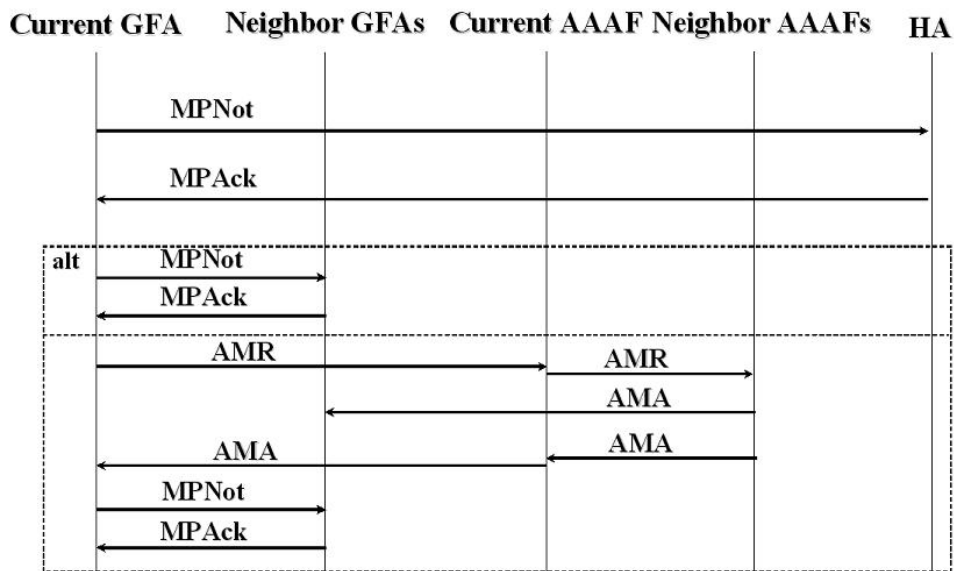 Current GFA Neighbor GFAs Current AAAF Neighbor AAAFs HA
MPNot
MPAck
alt
MPNot
MPAck
AMR
AMR
AMA
AMA
AMA
MPNot
MPAck